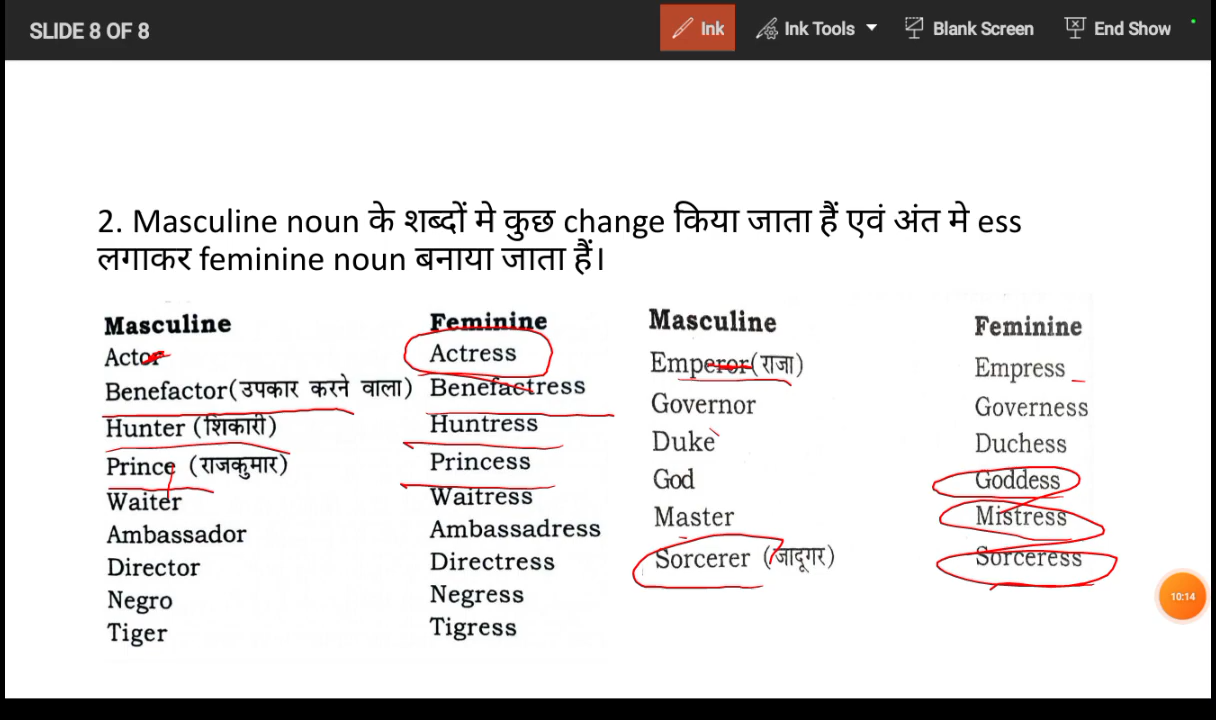 SLIDE 8 OF 8 Ink Ink Tools Blank Screen End Show
2. Masculine noun के शब्दों मे कुछ change किया जाता हैं एवं अंत मे ess
लगाकर feminine noun बनाया जाता हैं।
Masculine Feminine
Actor Actress
Benefactor(उपकार करने वाला) Benefactress
Hunter (शिकारी) Huntress
Prince (राजकुमार) Princess
Waiter Waitress
Ambassador Ambassadress
Director Directress
Negro Negress
Tiger Tigress
Masculine Feminine
Emperor(राजा) Empress
Governor Governess
Duke Duchess
God Goddess
Master Mistress
Sorcerer (जादूगर) Sorceress
10:14